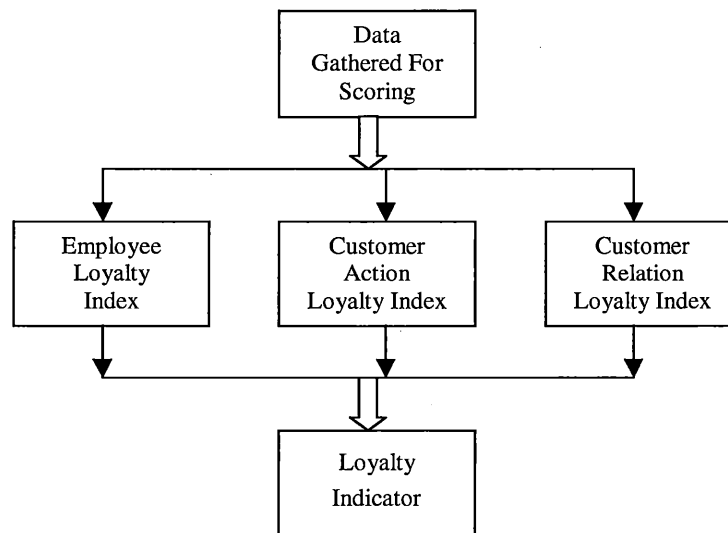 Data
Gathered For
Scoring
Employee
Loyalty
Index
Customer
Action
Loyalty Index
Customer
Relation
Loyalty Index
Loyalty
Indicator